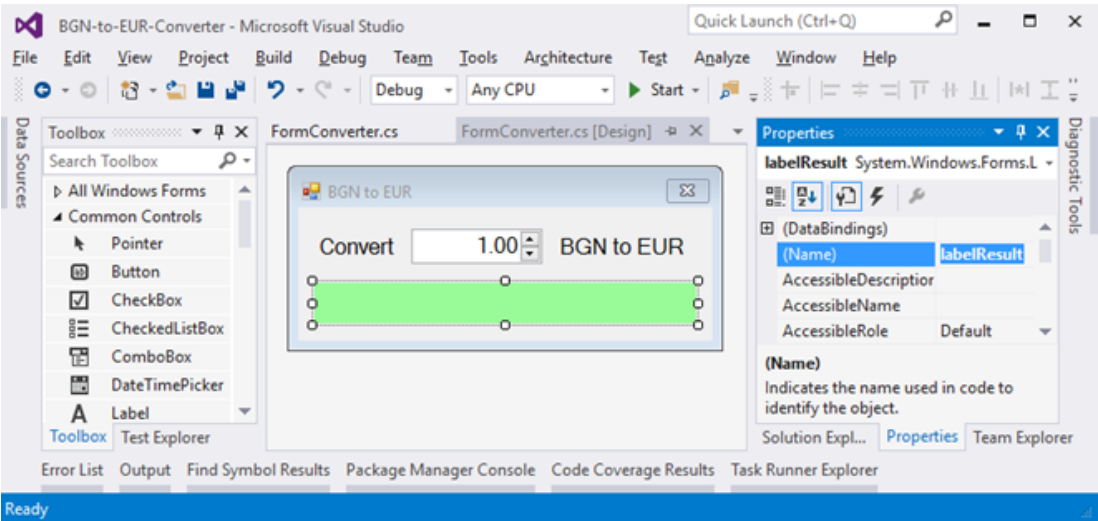 BGN-to-EUR-Converter - Microsoft Visual Studio
Quick Launch (Ctrl+Q)
File Edit View Project Build Debug Team Tools Architecture Test Analyze Window Help
Debug Any CPU Start
Data Sources
Toolbox
Search Toolbox
All Windows Forms
Common Controls
Pointer
Button
CheckBox
CheckedListBox
ComboBox
DateTimePicker
A Label
Toolbox Test Explorer
FormConverter.cs FormConverter.cs [Design]
BGN to EUR
Convert 1.00 BGN to EUR
Properties
labelResult System.Windows.Forms.L
(DataBindings)
(Name) labelResult
AccessibleDescription
AccessibleName
AccessibleRole Default
(Name)
Indicates the name used in code to
identify the object.
Solution Expl... Properties Team Explorer
Diagnostic Tools
Error List Output Find Symbol Results Package Manager Console Code Coverage Results Task Runner Explorer
Ready